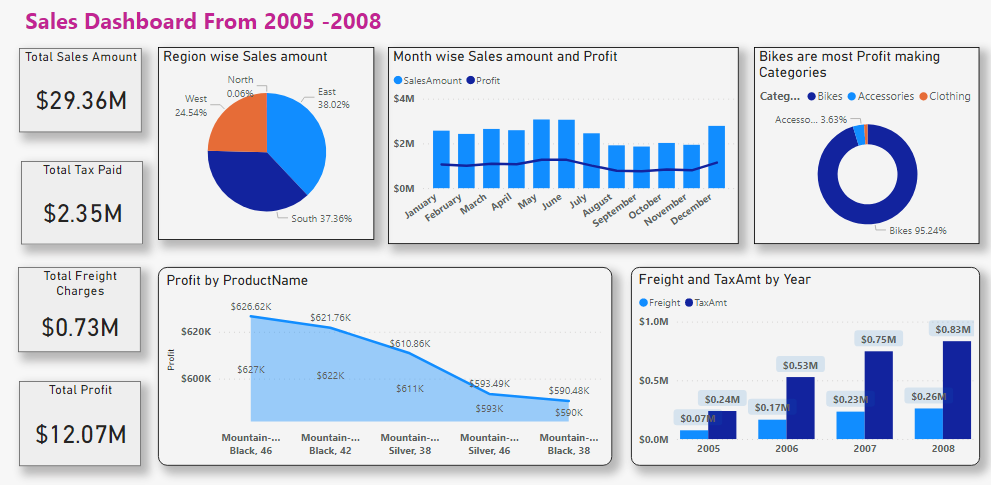 Sales Dashboard From 2005 -2008
Total Sales Amount
$29.36M
Total Tax Paid
$2.35M
Total Freight
Charges
$0.73M
Total Profit
$12.07M
Region wise Sales amount
North
0.06%
East
38.02%
West
24.54%
South 37.36%
Month wise Sales amount and Profit
SalesAmount Profit
$4M
$2M
$0M
January
February
March
April
May
June
July
August
September
October
November
December
Bikes are most Profit making
Categories
Categ... Bikes Accessories Clothing
Accesso... 3.63%
Bikes 95.24%
Profit by ProductName
Profit
$620K
$600K
$626.62K
$621.76K
$610.86K
$593.49K
$590.48K
$627K
$622K
$611K
$593K
$590K
Mountain-...
Black, 46
Mountain-...
Black, 42
Mountain-...
Silver, 38
Mountain-...
Silver, 46
Mountain-...
Black, 38
Freight and TaxAmt by Year
Freight TaxAmt
$1.0M
$0.5M
$0.0M
$0.07M
$0.24M
$0.17M
$0.53M
$0.23M
$0.75M
$0.26M
$0.83M
2005
2006
2007
2008